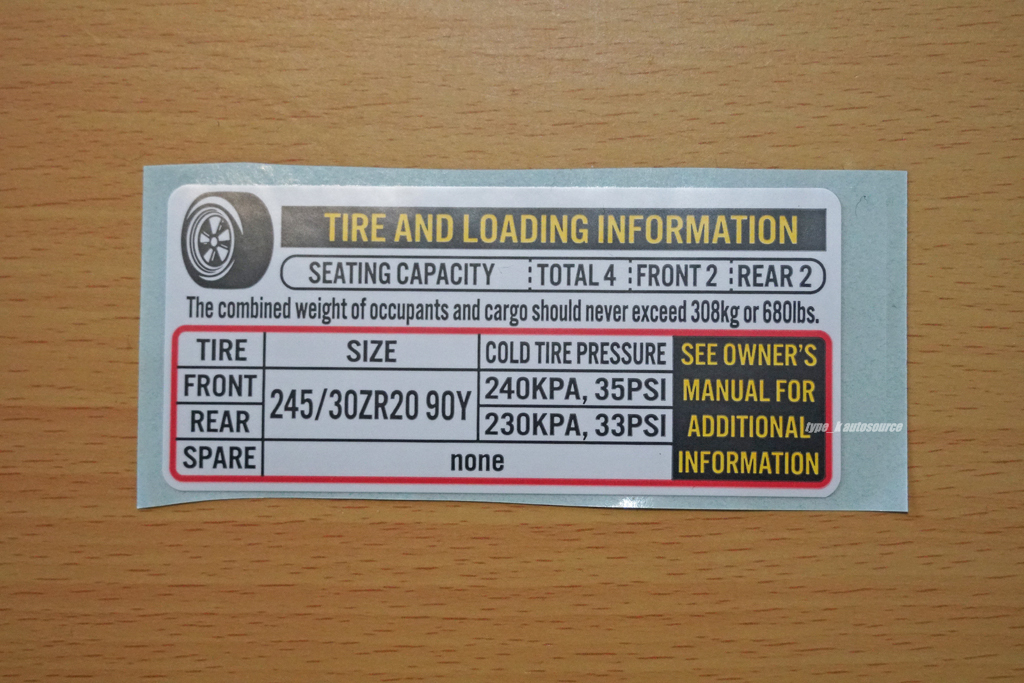 TIRE AND LOADING INFORMATION
SEATING CAPACITY TOTAL 4 FRONT 2 REAR 2
The combined weight of occupants and cargo should never exceed 308kg or 680lbs.
TIRE SIZE COLD TIRE PRESSURE
FRONT 245/30ZR20 90Y 240KPA, 35PSI
REAR 230KPA, 33PSI
SPARE none
SEE OWNER'S
MANUAL FOR
ADDITIONAL
INFORMATION
type_k autosource